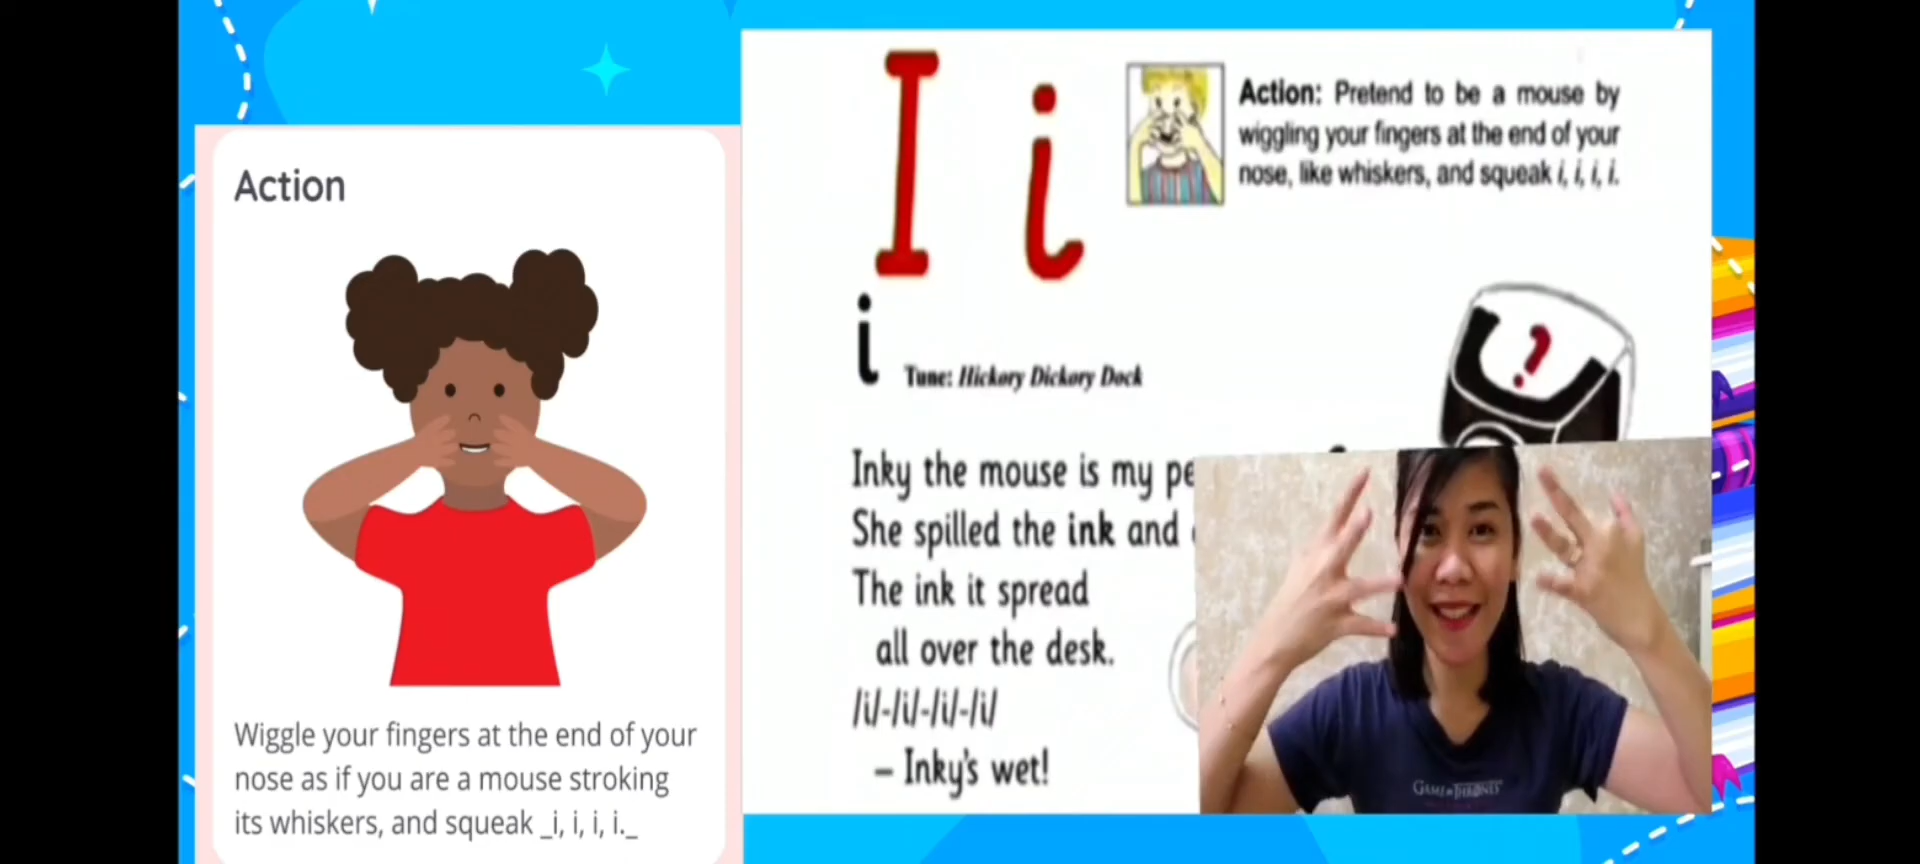 Action
Wiggle your fingers at the end of your
nose as if you are a mouse stroking
its whiskers, and squeak _i, i, i, i._
I i
Action: Pretend to be a mouse by
wiggling your fingers at the end of your
nose, like whiskers, and squeak i, i, i, i.
i
Tune: Hickory Dickory Dock
?
Inky the mouse is my pe
She spilled the ink and
The ink it spread
all over the desk.
/i/-/i/-/i/-/i/
– Inky's wet!
GAME OF THRONES